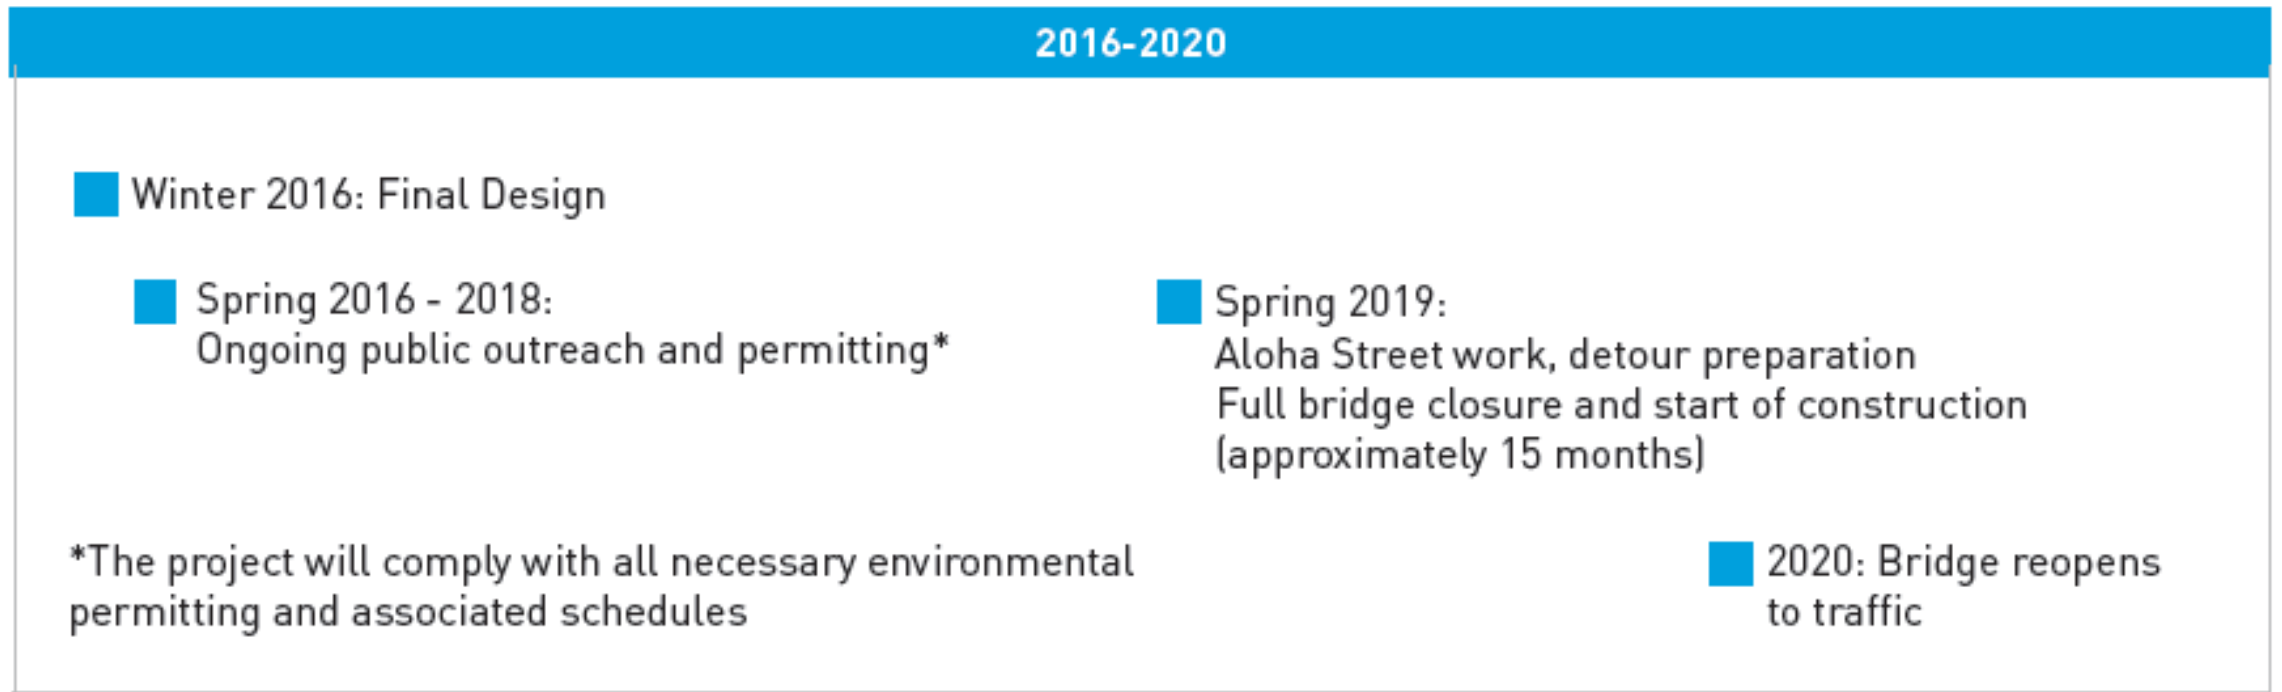 2016-2020
Winter 2016: Final Design
Spring 2016 - 2018:
Ongoing public outreach and permitting*
Spring 2019:
Aloha Street work, detour preparation
Full bridge closure and start of construction
(approximately 15 months)
*The project will comply with all necessary environmental
permitting and associated schedules
2020: Bridge reopens
to traffic